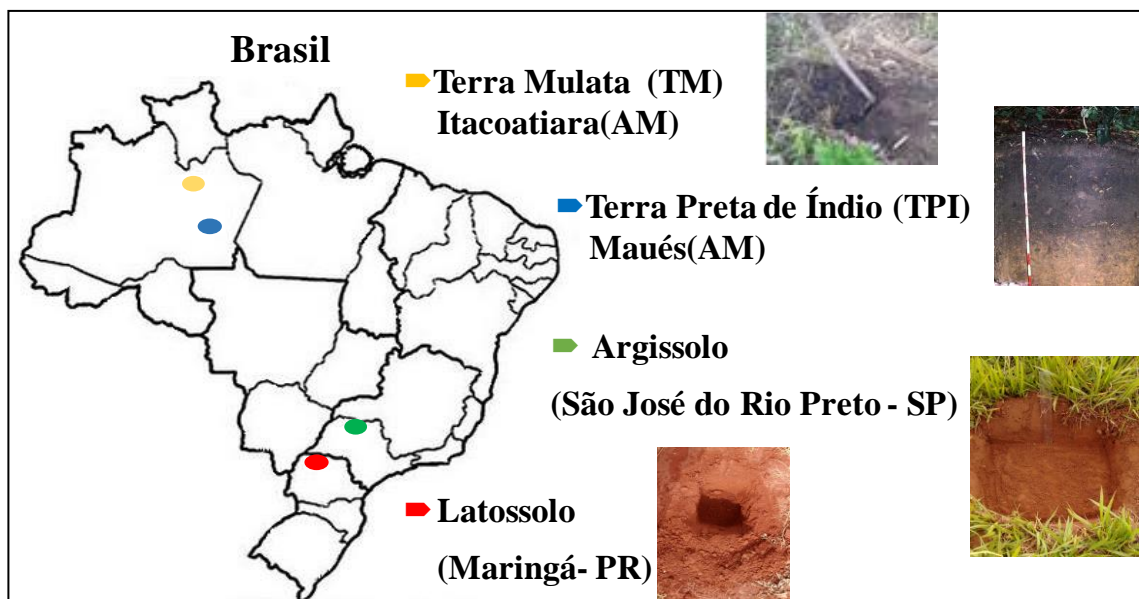 Brasil
Terra Mulata (TM)
Itacoatiara(AM)
Terra Preta de Índio (TPI)
Maués(AM)
Argissolo
(São José do Rio Preto - SP)
Latossolo
(Maringá- PR)